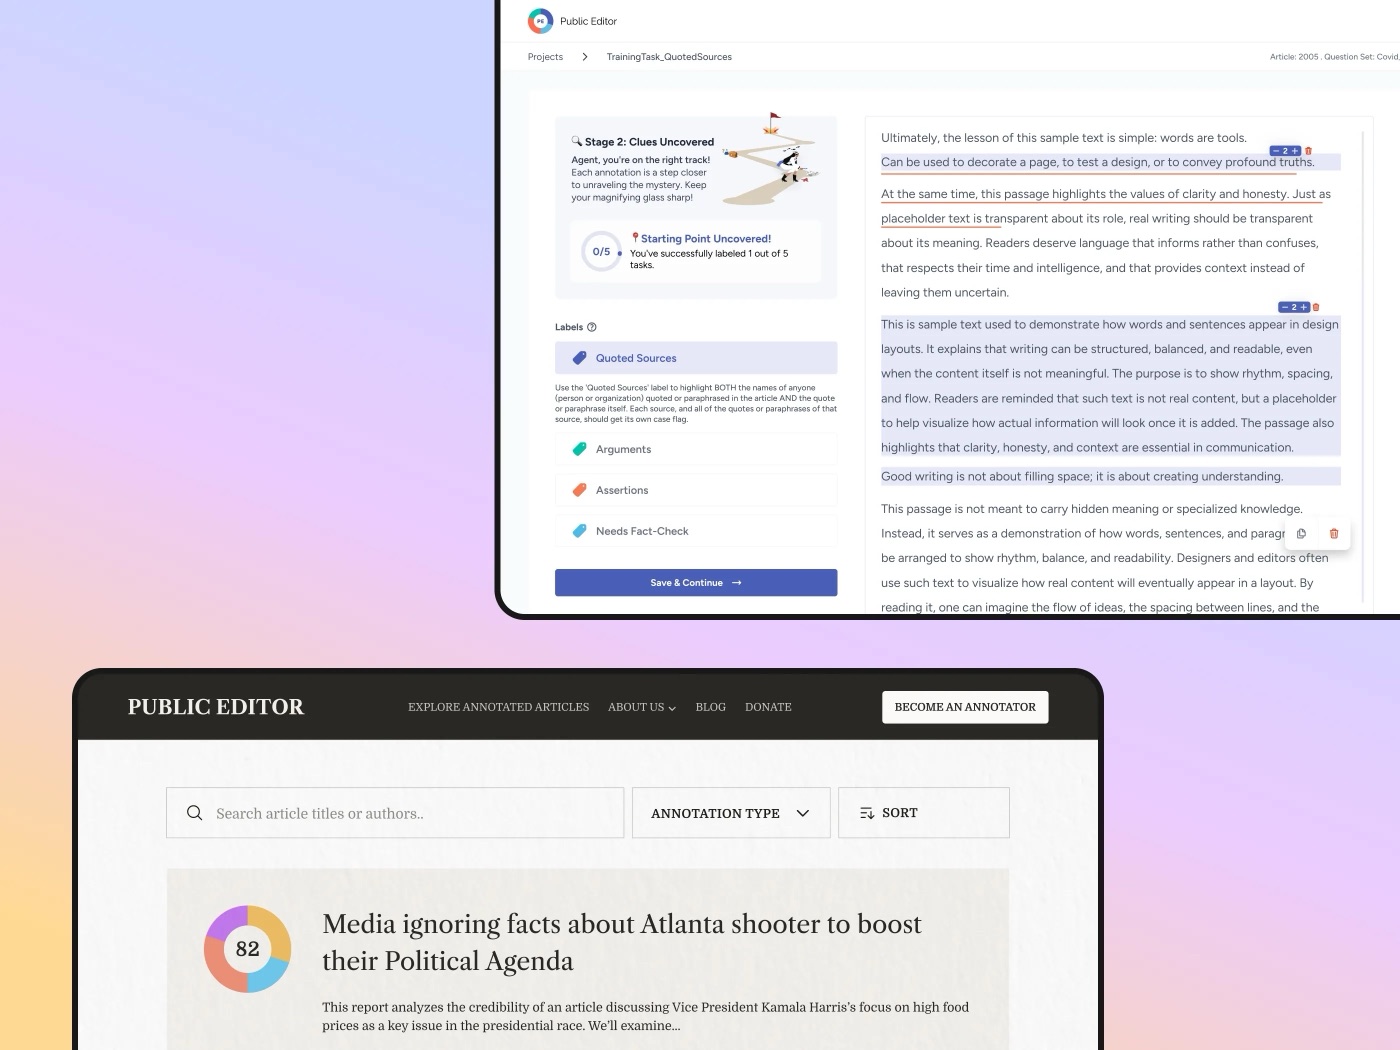 PE
Public Editor
Projects
TrainingTask_QuotedSources
Article: 2005 . Question Set: Covid,
Stage 2: Clues Uncovered
Agent, you're on the right track!
Each annotation is a step closer
to unraveling the mystery. Keep
your magnifying glass sharp!
0/5
Starting Point Uncovered!
You've successfully labeled 1 out of 5
tasks.
Labels
Quoted Sources
Use the 'Quoted Sources' label to highlight BOTH the names of anyone
(person or organization) quoted or paraphrased in the article AND the quote
or paraphrase itself. Each source, and all of the quotes or paraphrases of that
source, should get its own case flag.
Arguments
Assertions
Needs Fact-Check
Save & Continue →
Ultimately, the lesson of this sample text is simple: words are tools.
− 2 +
Can be used to decorate a page, to test a design, or to convey profound truths.
At the same time, this passage highlights the values of clarity and honesty. Just as
placeholder text is transparent about its role, real writing should be transparent
about its meaning. Readers deserve language that informs rather than confuses,
that respects their time and intelligence, and that provides context instead of
leaving them uncertain.
− 2 +
This is sample text used to demonstrate how words and sentences appear in design
layouts. It explains that writing can be structured, balanced, and readable, even
when the content itself is not meaningful. The purpose is to show rhythm, spacing,
and flow. Readers are reminded that such text is not real content, but a placeholder
to help visualize how actual information will look once it is added. The passage also
highlights that clarity, honesty, and context are essential in communication.
Good writing is not about filling space; it is about creating understanding.
This passage is not meant to carry hidden meaning or specialized knowledge.
Instead, it serves as a demonstration of how words, sentences, and paragr
be arranged to show rhythm, balance, and readability. Designers and editors often
use such text to visualize how real content will eventually appear in a layout. By
reading it, one can imagine the flow of ideas, the spacing between lines, and the
PUBLIC EDITOR
EXPLORE ANNOTATED ARTICLES
ABOUT US
BLOG
DONATE
BECOME AN ANNOTATOR
Search article titles or authors..
ANNOTATION TYPE
SORT
82
Media ignoring facts about Atlanta shooter to boost
their Political Agenda
This report analyzes the credibility of an article discussing Vice President Kamala Harris's focus on high food
prices as a key issue in the presidential race. We'll examine...